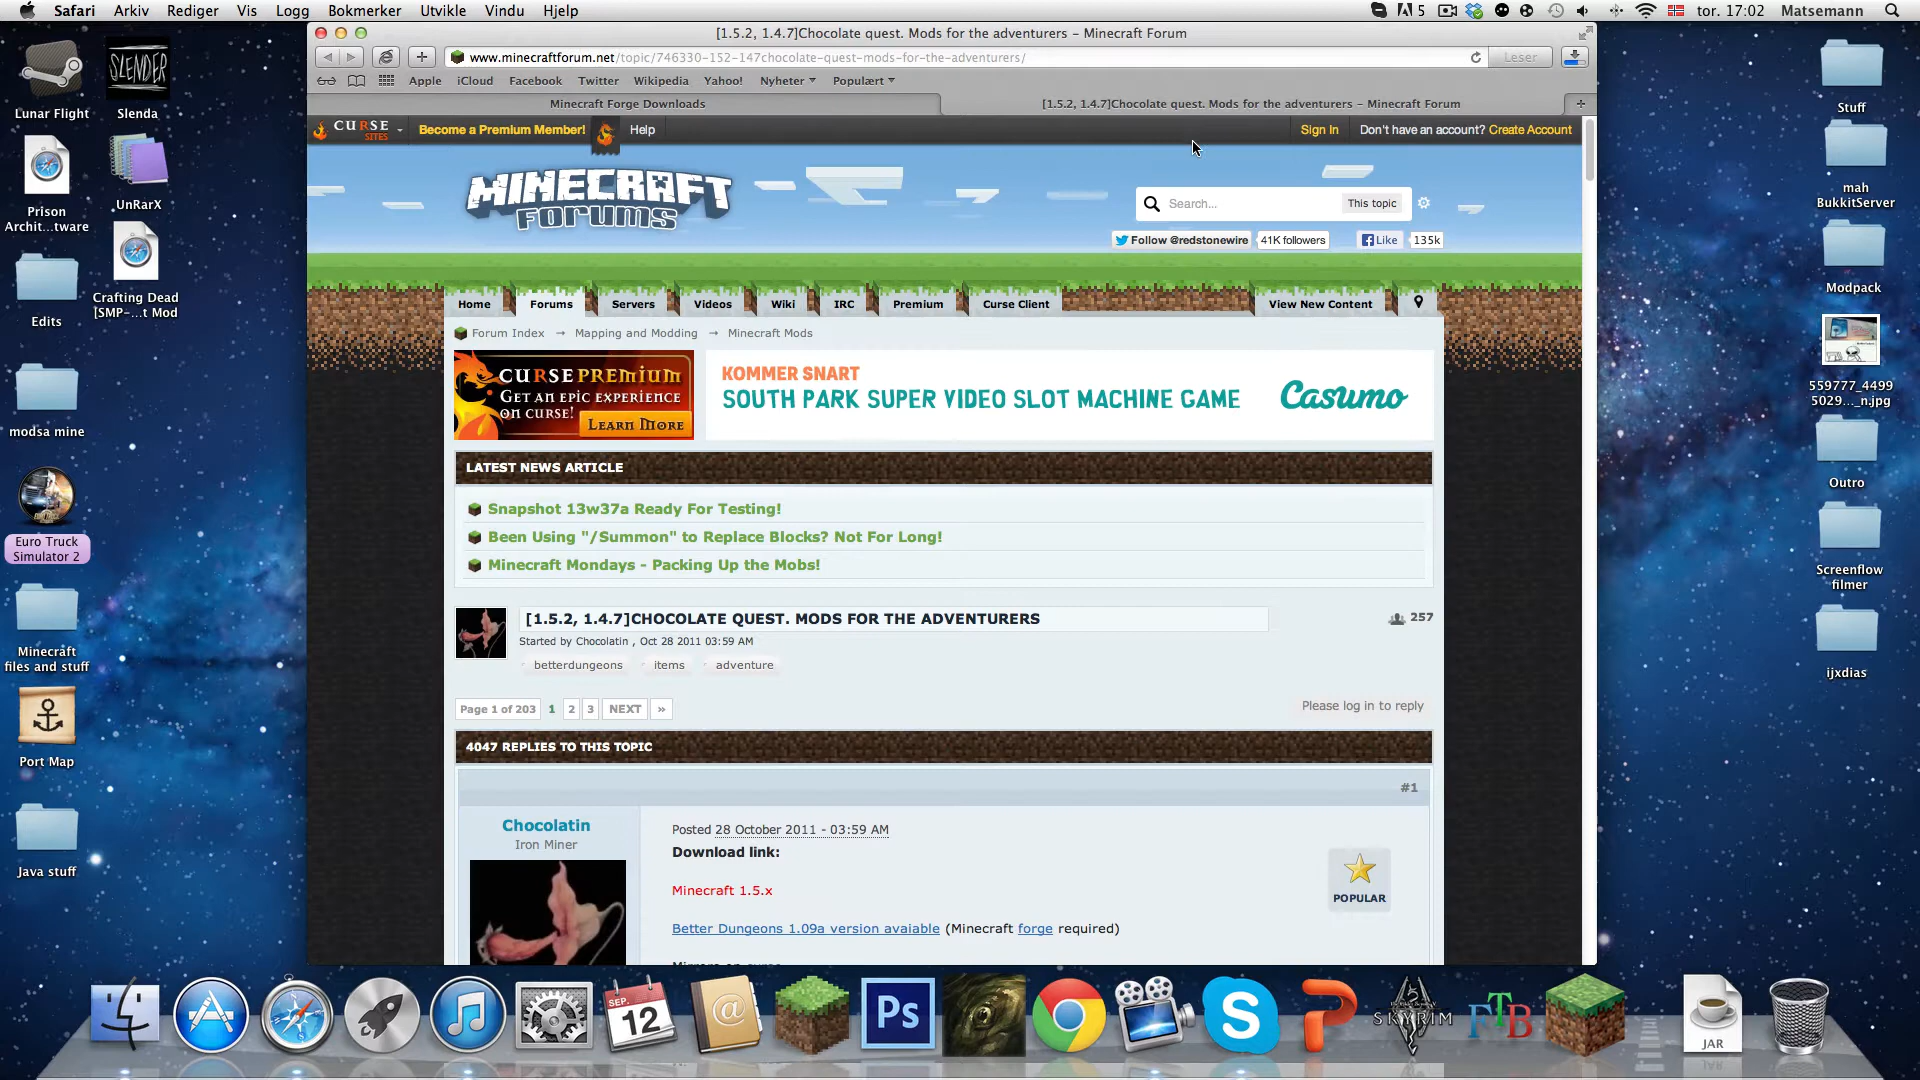 Safari Arkiv Rediger Vis Logg Bokmerker Utvikle Vindu Hjelp
5 tor. 17:02 Matsemann
[1.5.2, 1.4.7]Chocolate quest. Mods for the adventurers – Minecraft Forum
www.minecraftforum.net/topic/746330-152-147chocolate-quest-mods-for-the-adventurers/
Leser
Apple iCloud Facebook Twitter Wikipedia Yahoo! Nyheter Populært
Minecraft Forge Downloads
[1.5.2, 1.4.7]Chocolate quest. Mods for the adventurers – Minecraft Forum
CURSE SITES
Become a Premium Member!
Help
Sign In
Don't have an account? Create Account
MINECRAFT
FORUMS
Search...
This topic
Follow @redstonewire
41K followers
Like
135k
Home Forums Servers Videos Wiki IRC Premium Curse Client View New Content
Forum Index → Mapping and Modding → Minecraft Mods
CURSE PREMIUM
GET AN EPIC EXPERIENCE
ON CURSE!
LEARN MORE
KOMMER SNART
SOUTH PARK SUPER VIDEO SLOT MACHINE GAME
Casumo
LATEST NEWS ARTICLE
Snapshot 13w37a Ready For Testing!
Been Using "/Summon" to Replace Blocks? Not For Long!
Minecraft Mondays - Packing Up the Mobs!
[1.5.2, 1.4.7]CHOCOLATE QUEST. MODS FOR THE ADVENTURERS
257
Started by Chocolatin , Oct 28 2011 03:59 AM
betterdungeons items adventure
Page 1 of 203 1 2 3 NEXT »
Please log in to reply
4047 REPLIES TO THIS TOPIC
#1
Chocolatin
Iron Miner
Posted 28 October 2011 - 03:59 AM
Download link:
Minecraft 1.5.x
POPULAR
Better Dungeons 1.09a version avaiable (Minecraft forge required)
Lunar Flight
SLENDER
Slenda
Prison
Archit...tware
UnRarX
Edits
Crafting Dead
[SMP-...t Mod
modsa mine
Euro Truck
Simulator 2
Minecraft
files and stuff
Port Map
Java stuff
Stuff
mah
BukkitServer
Modpack
559777_4499
5029..._n.jpg
Outro
Screenflow
filmer
ijxdias
SEP.
12
@
Ps
S
P
SKYRIM
FTB
JAR